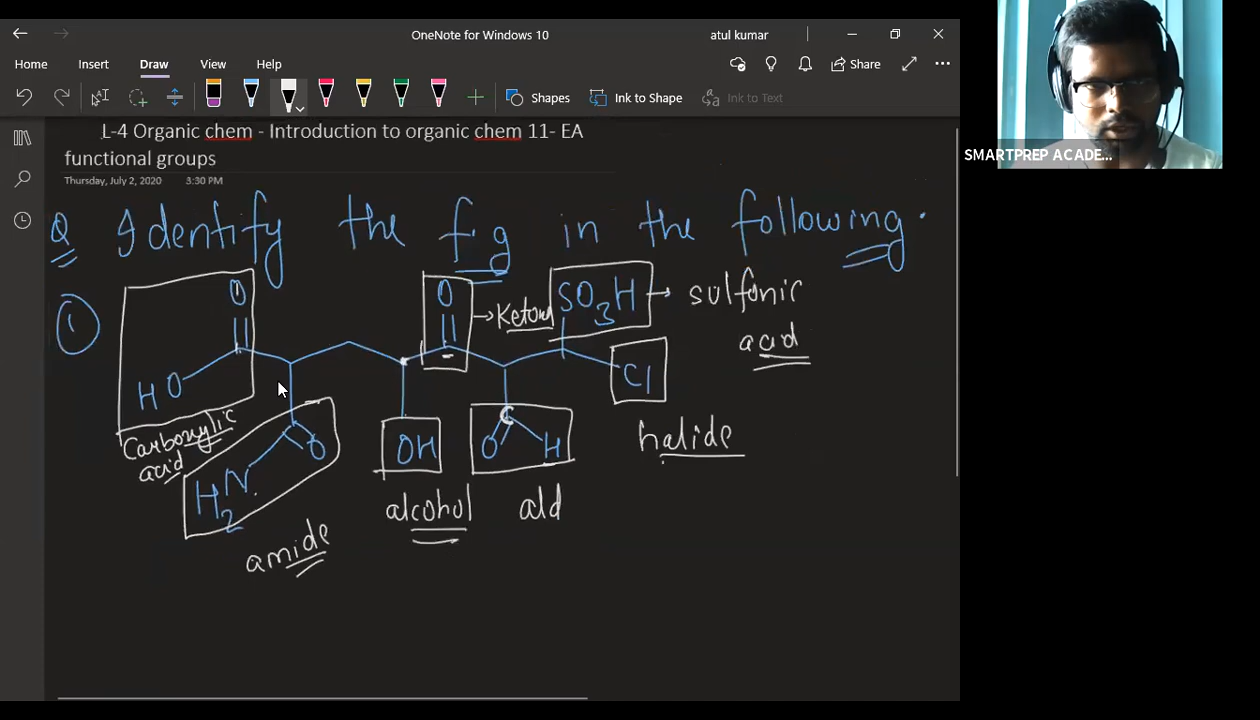 OneNote for Windows 10
atul kumar
Home Insert Draw View Help
Share
Shapes Ink to Shape Ink to Text
SMARTPREP ACADE...
L-4 Organic chem - Introduction to organic chem 11- EA
functional groups
Thursday, July 2, 2020 3:30 PM
Q Identify the f.g in the following.
1
O
HO
Carboxylic
acid
O
H2N
amide
OH
alcohol
O
→ Ketone
C
O H
ald
SO3H → sulfonic
acid
Cl
halide